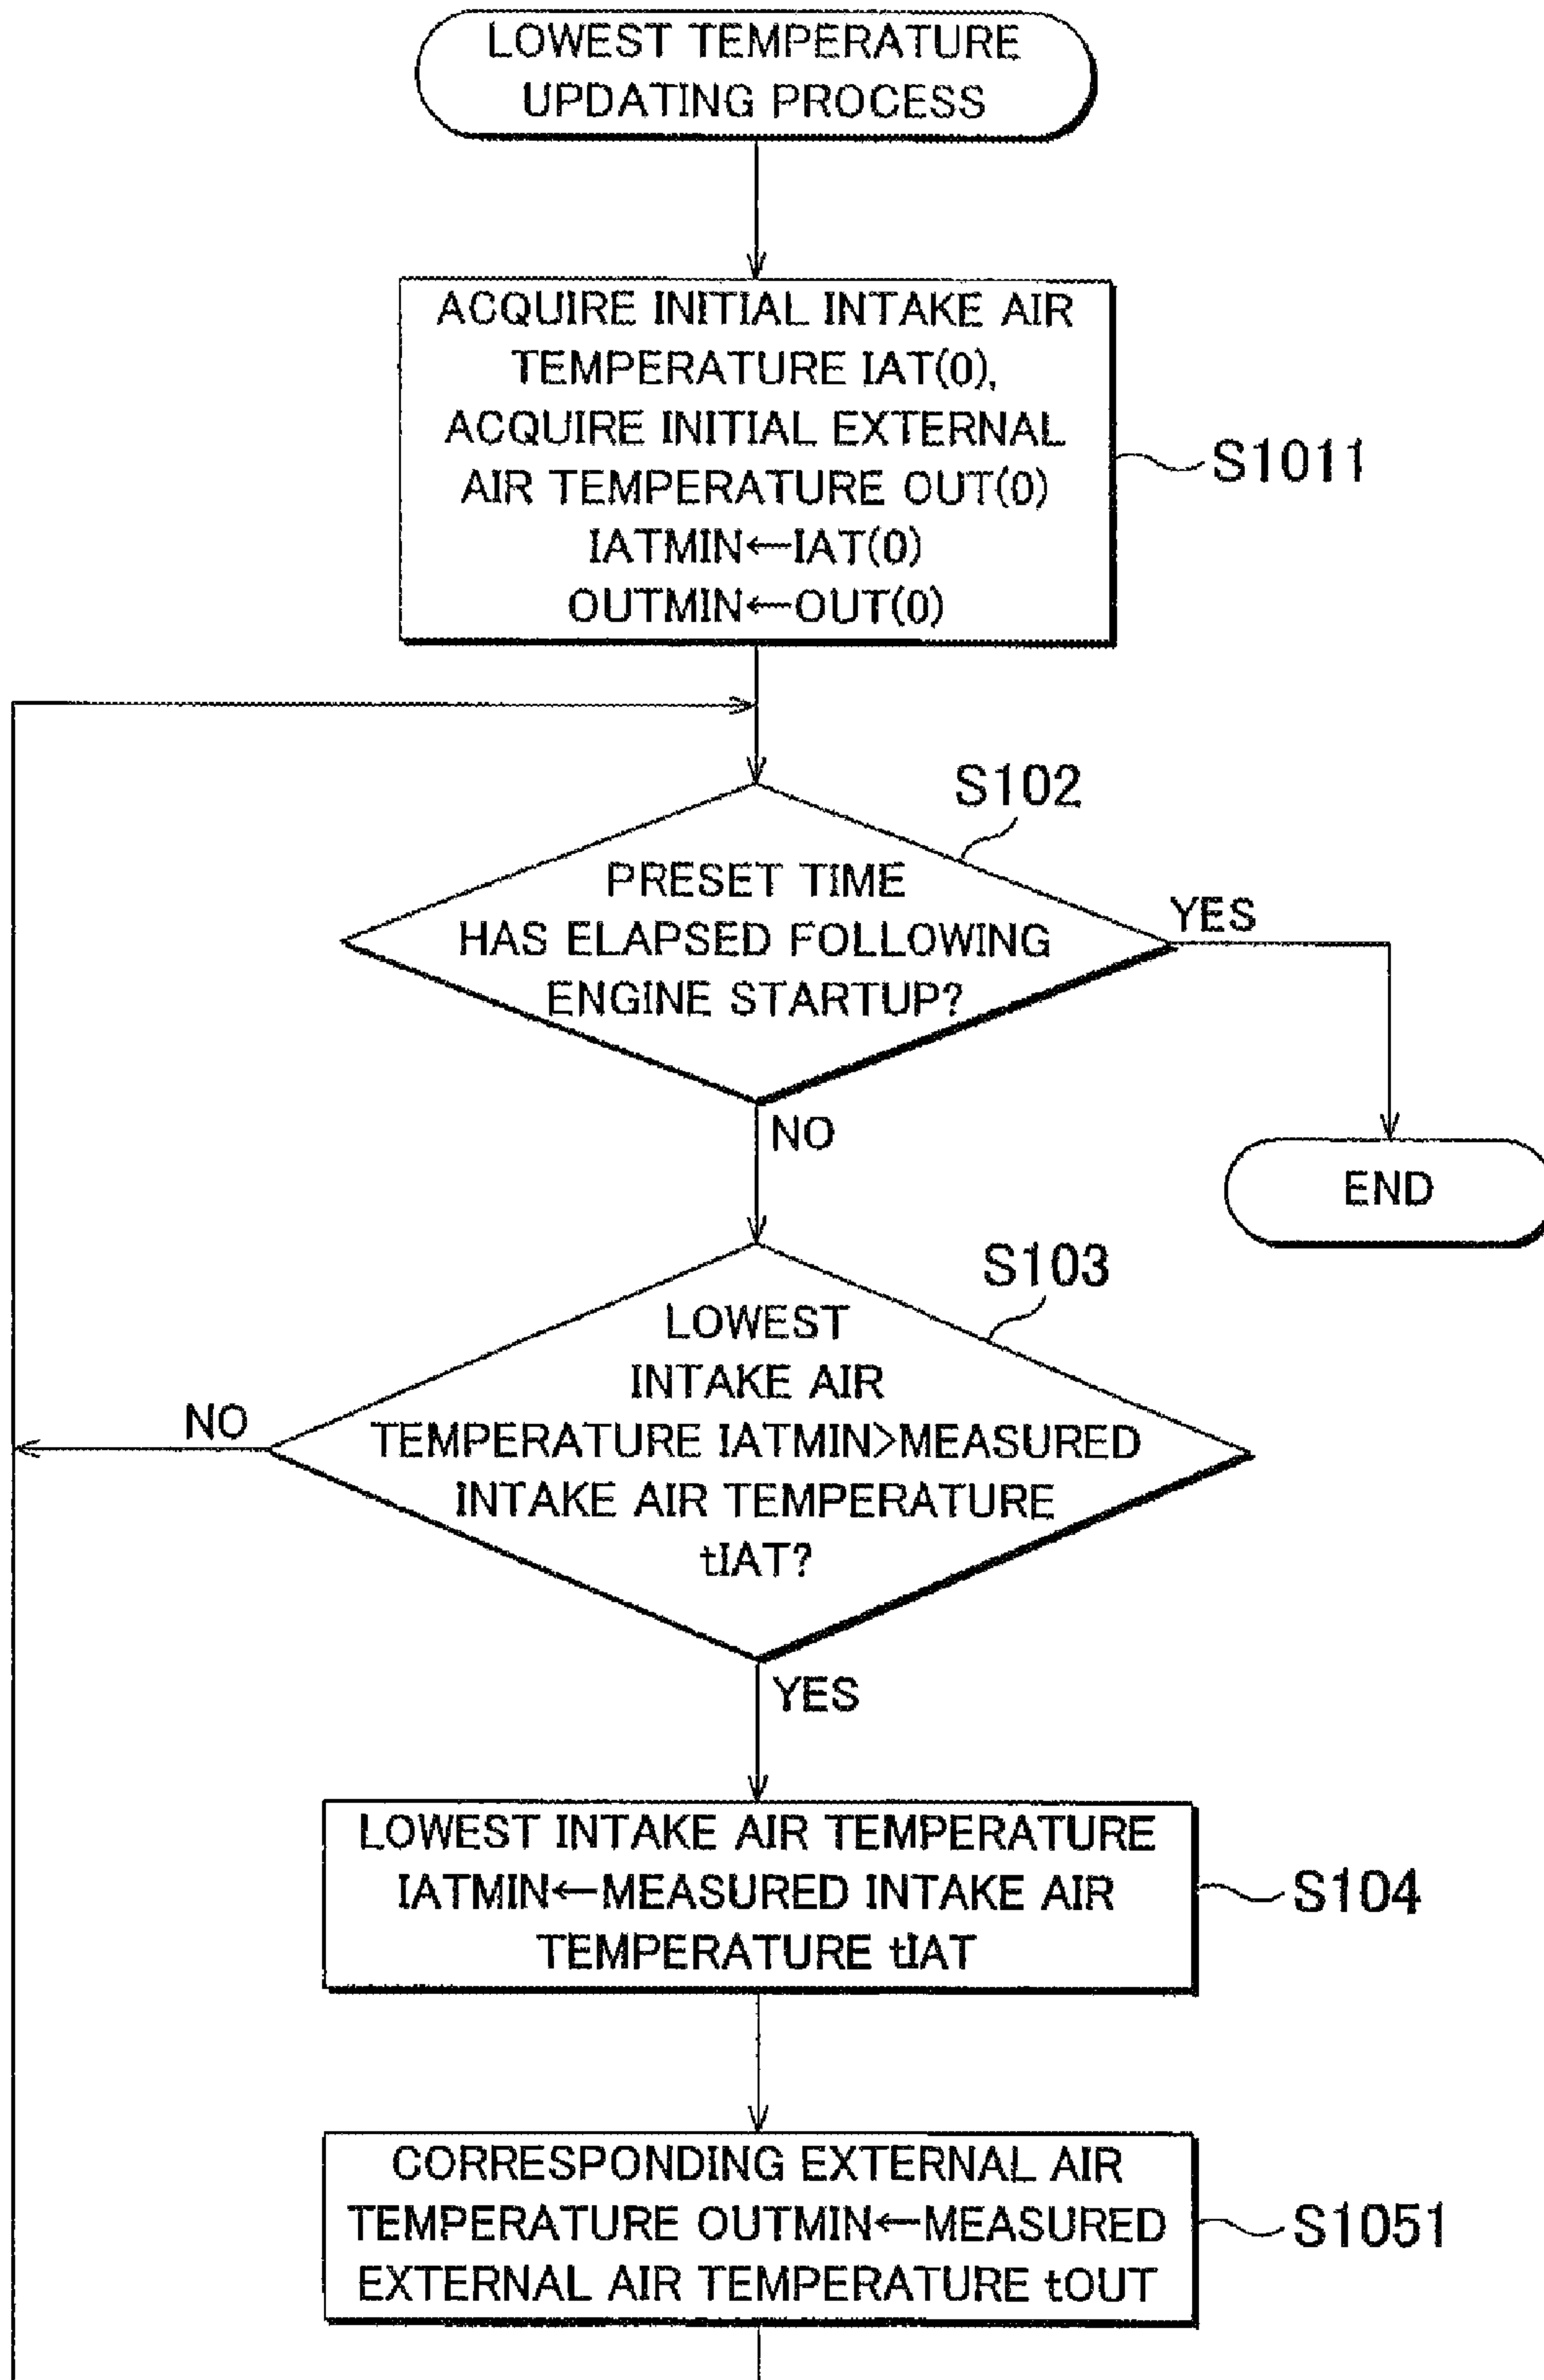 LOWEST TEMPERATURE
UPDATING PROCESS
ACQUIRE INITIAL INTAKE AIR
TEMPERATURE IAT(0),
ACQUIRE INITIAL EXTERNAL
AIR TEMPERATURE OUT(0)
IATMIN←IAT(0)
OUTMIN←OUT(0)
S1011
S102
PRESET TIME
HAS ELAPSED FOLLOWING
ENGINE STARTUP?
YES
NO
END
S103
LOWEST
INTAKE AIR
TEMPERATURE IATMIN>MEASURED
INTAKE AIR TEMPERATURE
tIAT?
NO
YES
LOWEST INTAKE AIR TEMPERATURE
IATMIN←MEASURED INTAKE AIR
TEMPERATURE tIAT
S104
CORRESPONDING EXTERNAL AIR
TEMPERATURE OUTMIN←MEASURED
EXTERNAL AIR TEMPERATURE tOUT
S1051